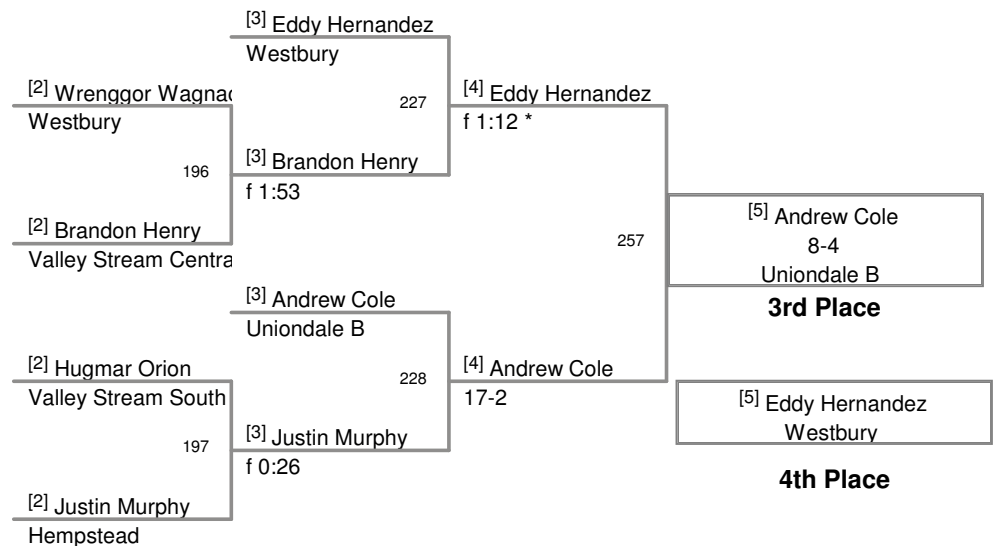 [3] Eddy Hernandez
Westbury
[2] Wrenggor Wagnac
Westbury
196
[2] Brandon Henry
Valley Stream Centra
[3] Brandon Henry
f 1:53
227
[4] Eddy Hernandez
f 1:12 *
[3] Andrew Cole
Uniondale B
[2] Hugmar Orion
Valley Stream South
197
[2] Justin Murphy
Hempstead
[3] Justin Murphy
f 0:26
228
[4] Andrew Cole
17-2
257
[5] Andrew Cole
8-4
Uniondale B
3rd Place
[5] Eddy Hernandez
Westbury
4th Place